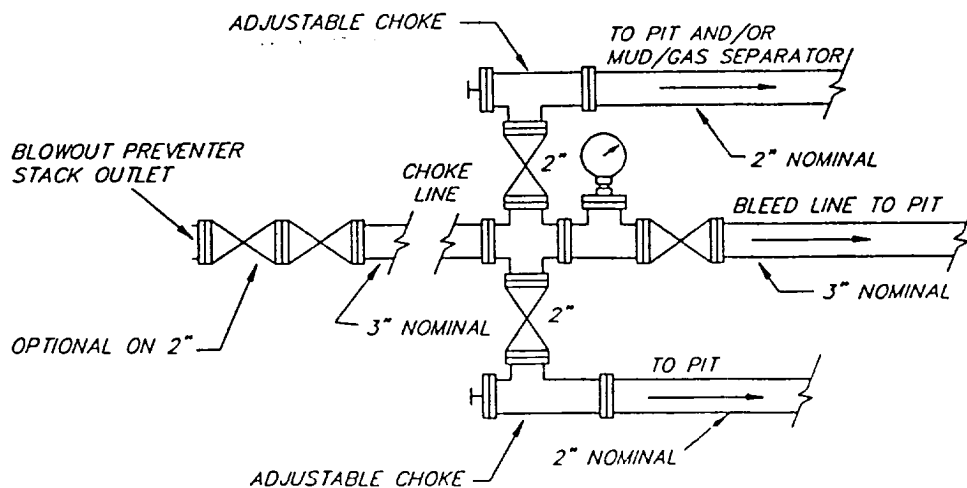 ADJUSTABLE CHOKE
TO PIT AND/OR
MUD/GAS SEPARATOR
BLOWOUT PREVENTER
STACK OUTLET
CHOKE
LINE
2"
2" NOMINAL
BLEED LINE TO PIT
3" NOMINAL
3" NOMINAL
OPTIONAL ON 2"
2"
TO PIT
2" NOMINAL
ADJUSTABLE CHOKE